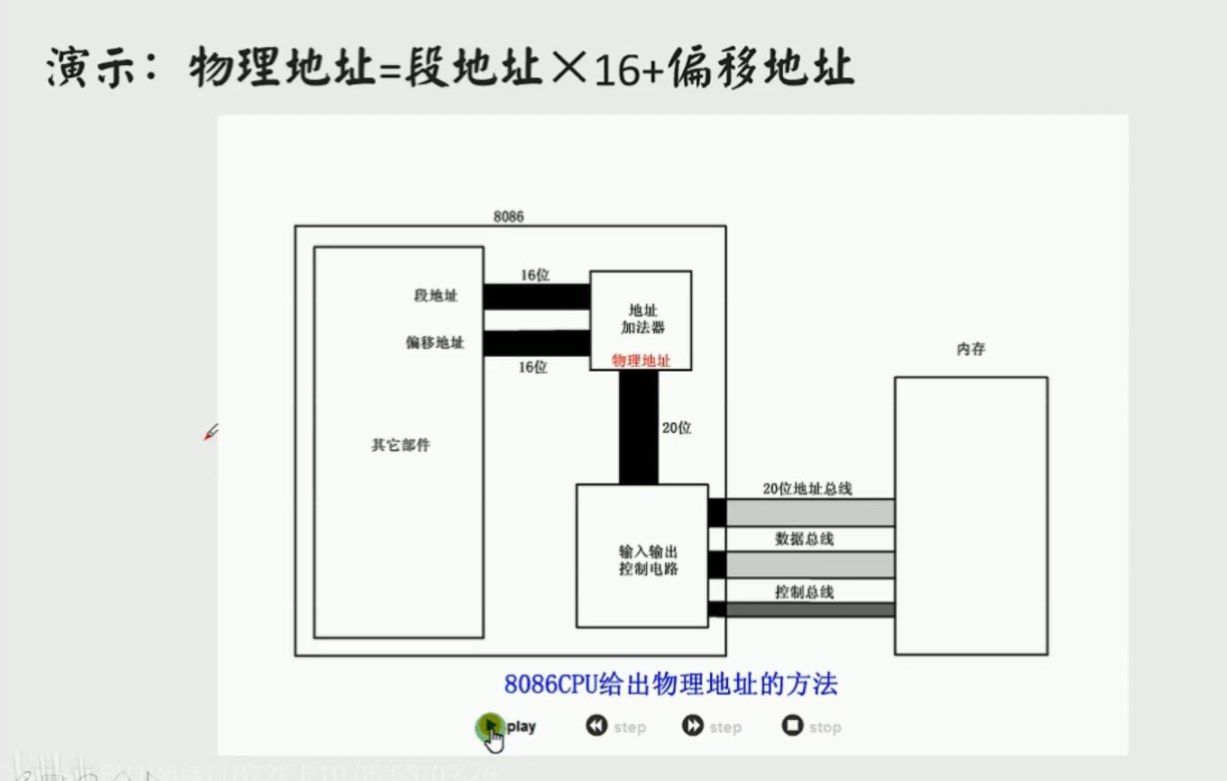 演示：物理地址=段地址×16+偏移地址
8086
16位
段地址
地址
加法器
偏移地址
物理地址
16位
内存
20位
其它部件
20位地址总线
数据总线
输入输出
控制电路
控制总线
8086CPU给出物理地址的方法
play step step stop